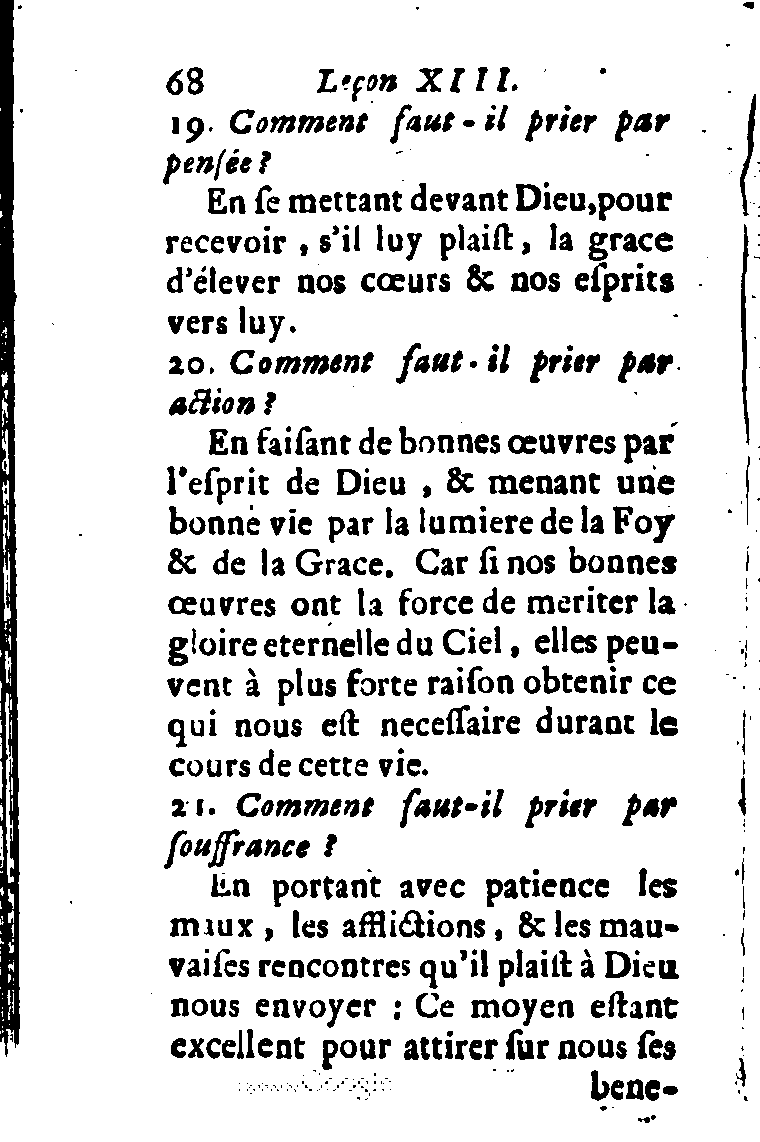 68 Leçon XIII.
19. Comment faut-il prier par
penſée ?
En ſe mettant devant Dieu, pour
recevoir, s'il luy plaiſt, la grace
d'élever nos cœurs & nos eſprits
vers luy.
20. Comment faut-il prier par
action ?
En faiſant de bonnes œuvres par
l'eſprit de Dieu, & menant une
bonne vie par la lumiere de la Foy
& de la Grace. Car ſi nos bonnes
œuvres ont la force de meriter la
gloire eternelle du Ciel, elles peu-
vent à plus forte raiſon obtenir ce
qui nous eſt neceſſaire durant le
cours de cette vie.
21. Comment faut-il prier par
ſouffrance ?
En portant avec patience les
maux, les afflictions, & les mau-
vaiſes rencontres qu'il plaiſt à Dieu
nous envoyer : Ce moyen eſtant
excellent pour attirer ſur nous ſes
bene-